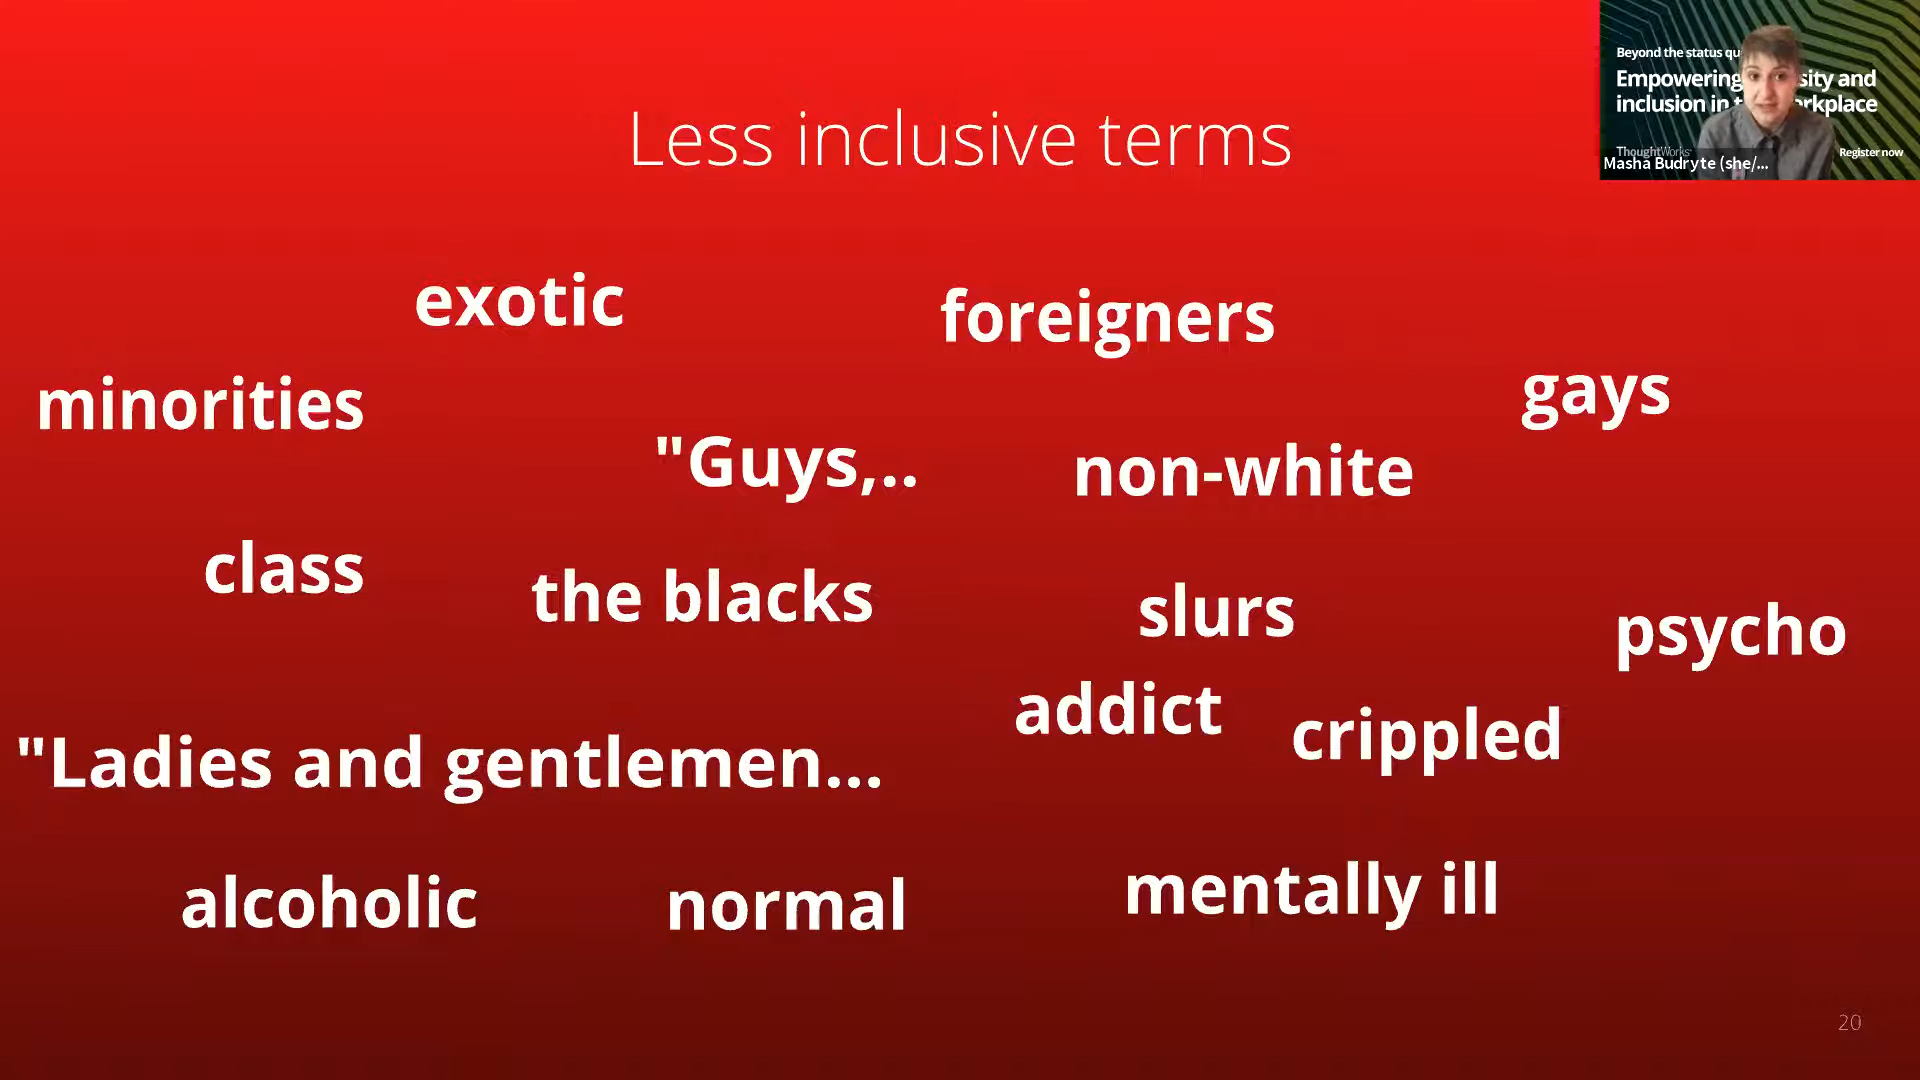 Less inclusive terms
Beyond the status qu
Empowering sity and
inclusion in rkplace
ThoughtWorks
Register now
Masha Budryte (she/...
exotic
foreigners
minorities
gays
"Guys,..
non-white
class
the blacks
slurs
psycho
addict
crippled
"Ladies and gentlemen...
alcoholic
normal
mentally ill
20